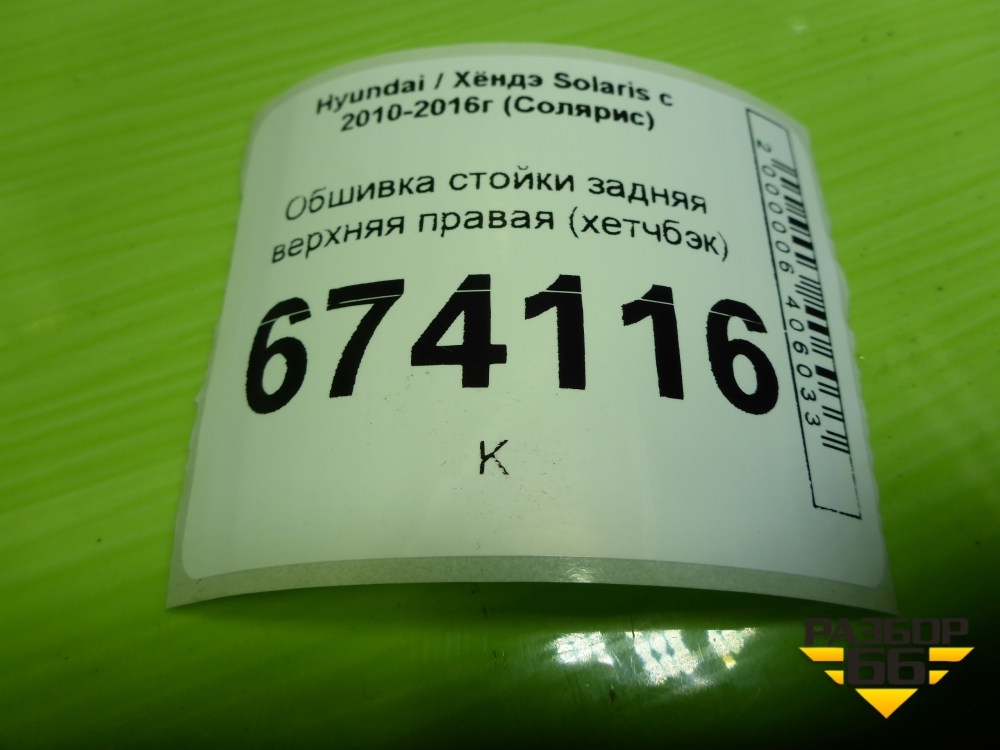 Hyundai / Хёндэ Solaris с
2010-2016г (Солярис)
Обшивка стойки задняя
верхняя правая (хетчбэк)
674116
К
2000006406033
РАЗБОР
66